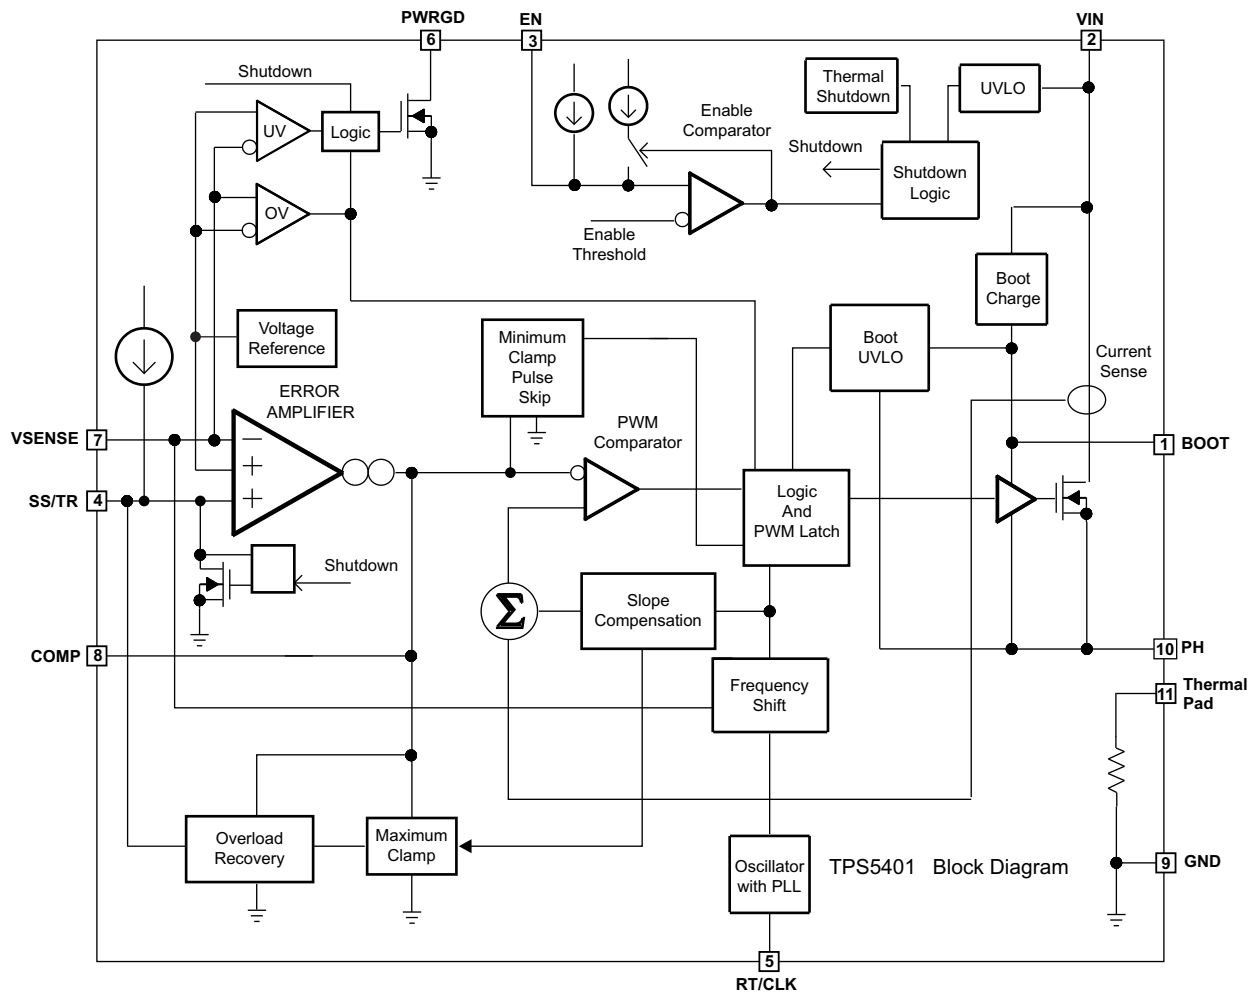 PWRGD
EN
VIN
6
3
2
Shutdown
UV
Logic
OV
Enable
Comparator
Enable
Threshold
Thermal
Shutdown
UVLO
Shutdown
Shutdown
Logic
Boot
Charge
Voltage
Reference
Minimum
Clamp
Pulse
Skip
Boot
UVLO
Current
Sense
ERROR
AMPLIFIER
PWM
Comparator
VSENSE
7
−
+
+
SS/TR
4
1
BOOT
Logic
And
PWM Latch
Shutdown
Σ
Slope
Compensation
COMP
8
10
PH
11
Thermal
Pad
Frequency
Shift
Overload
Recovery
Maximum
Clamp
Oscillator
with PLL
TPS5401 Block Diagram
9
GND
5
RT/CLK